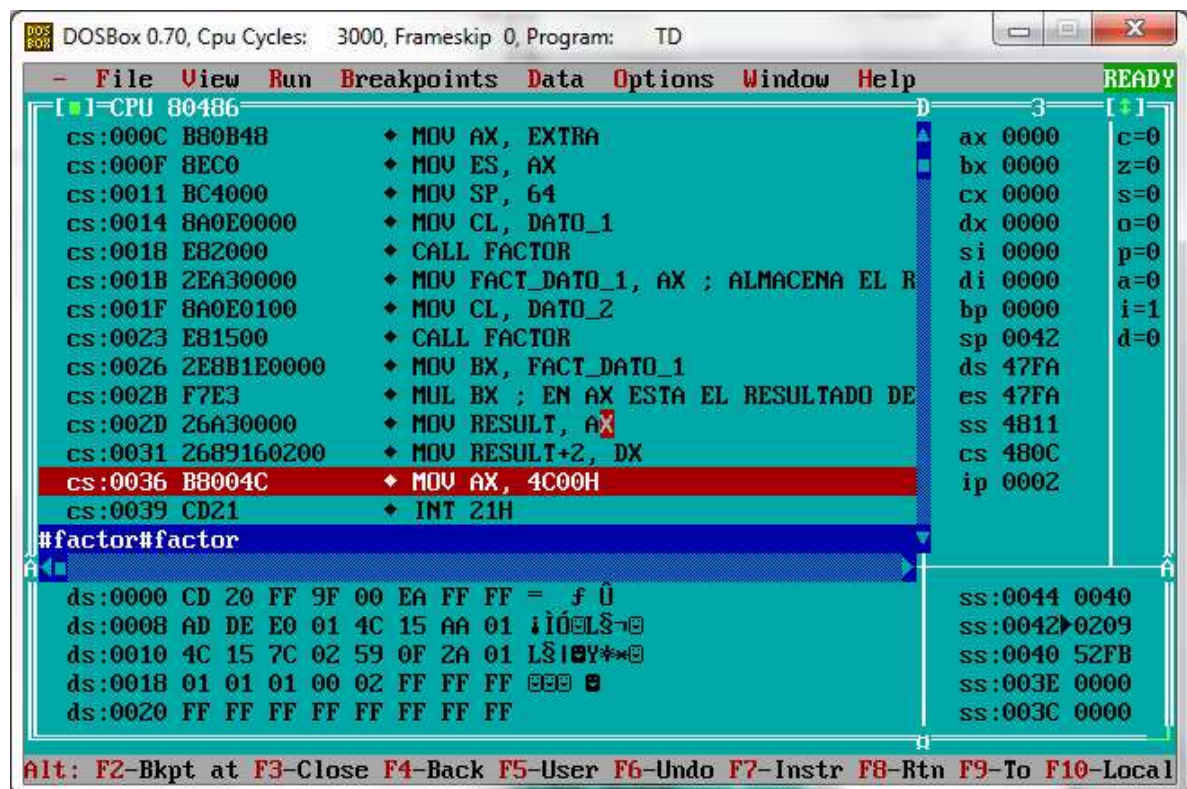 DOSBox 0.70, Cpu Cycles: 3000, Frameskip 0, Program: TD
- File View Run Breakpoints Data Options Window Help READY
[■]=CPU 80486 D 3 [↕]
cs:000C B80B48 ♦ MOV AX, EXTRA ax 0000 c=0
cs:000F 8EC0 ♦ MOV ES, AX bx 0000 z=0
cs:0011 BC4000 ♦ MOV SP, 64 cx 0000 s=0
cs:0014 8A0E0000 ♦ MOV CL, DATO_1 dx 0000 o=0
cs:0018 E82000 ♦ CALL FACTOR si 0000 p=0
cs:001B 2EA30000 ♦ MOV FACT_DATO_1, AX ; ALMACENA EL R di 0000 a=0
cs:001F 8A0E0100 ♦ MOV CL, DATO_2 bp 0000 i=1
cs:0023 E81500 ♦ CALL FACTOR sp 0042 d=0
cs:0026 2E8B1E0000 ♦ MOV BX, FACT_DATO_1 ds 47FA
cs:002B F7E3 ♦ MUL BX ; EN AX ESTA EL RESULTADO DE es 47FA
cs:002D 26A30000 ♦ MOV RESULT, AX ss 4811
cs:0031 2689160200 ♦ MOV RESULT+2, DX cs 480C
cs:0036 B8004C ♦ MOV AX, 4C00H ip 0002
cs:0039 CD21 ♦ INT 21H
#factor#factor
ds:0000 CD 20 FF 9F 00 EA FF FF = ƒ Û ss:0044 0040
ds:0008 AD DE E0 01 4C 15 AA 01 ¡ÌÓ☺L§¬☺ ss:0042►0209
ds:0010 4C 15 7C 02 59 0F 2A 01 L§|☻Y☼*☺ ss:0040 52FB
ds:0018 01 01 01 00 02 FF FF FF ☺☺☺ ☻ ss:003E 0000
ds:0020 FF FF FF FF FF FF FF FF ss:003C 0000
Alt: F2-Bkpt at F3-Close F4-Back F5-User F6-Undo F7-Instr F8-Rtn F9-To F10-Local